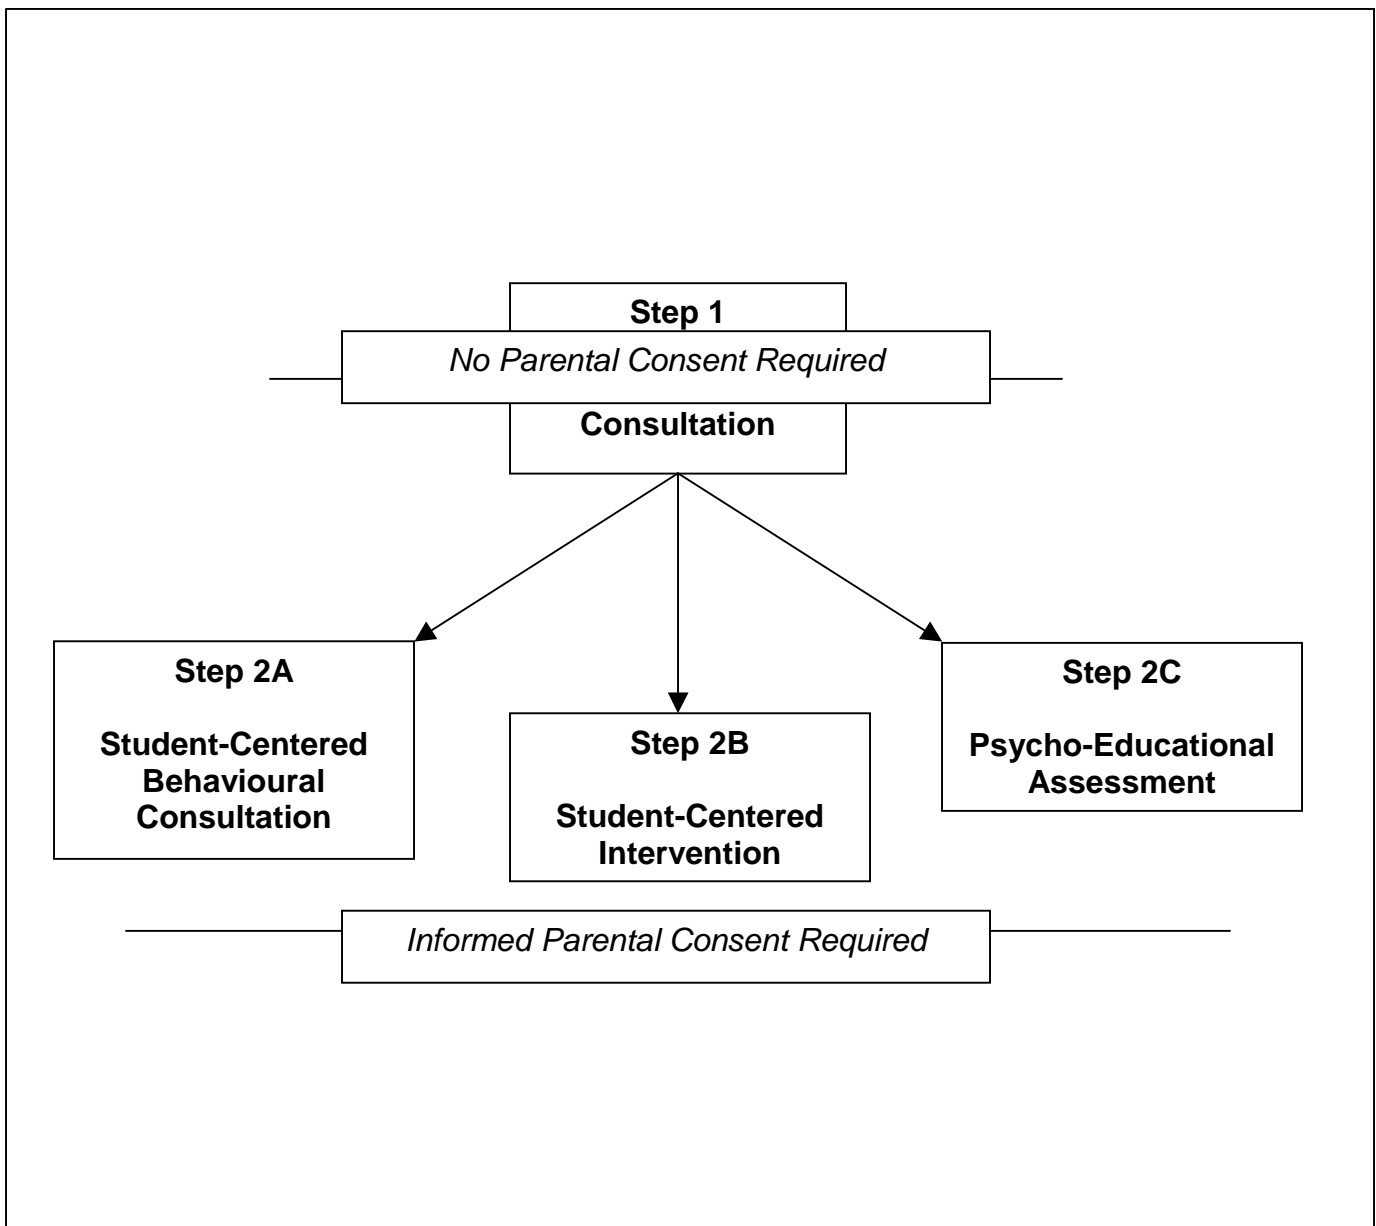 Step 1
No Parental Consent Required
Consultation
Step 2A
Student-Centered
Behavioural
Consultation
Step 2B
Student-Centered
Intervention
Step 2C
Psycho-Educational
Assessment
Informed Parental Consent Required